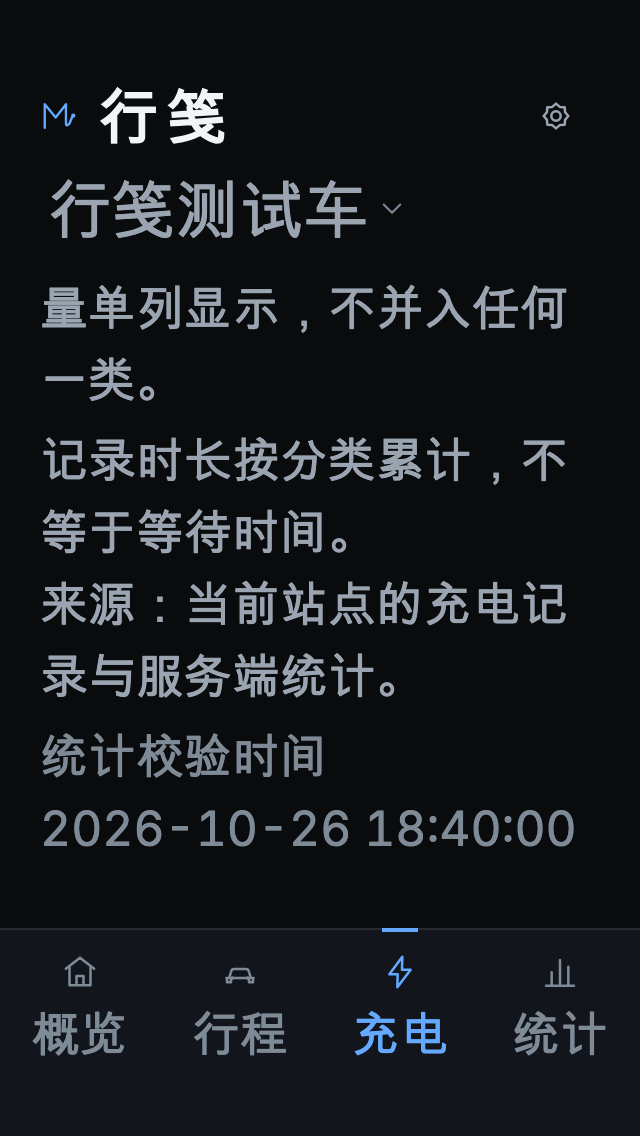 行笺
行笺测试车
量单列显示，不并入任何
一类。
记录时长按分类累计，不
等于等待时间。
来源：当前站点的充电记
录与服务端统计。
统计校验时间
2026-10-26 18:40:00
概览
行程
充电
统计